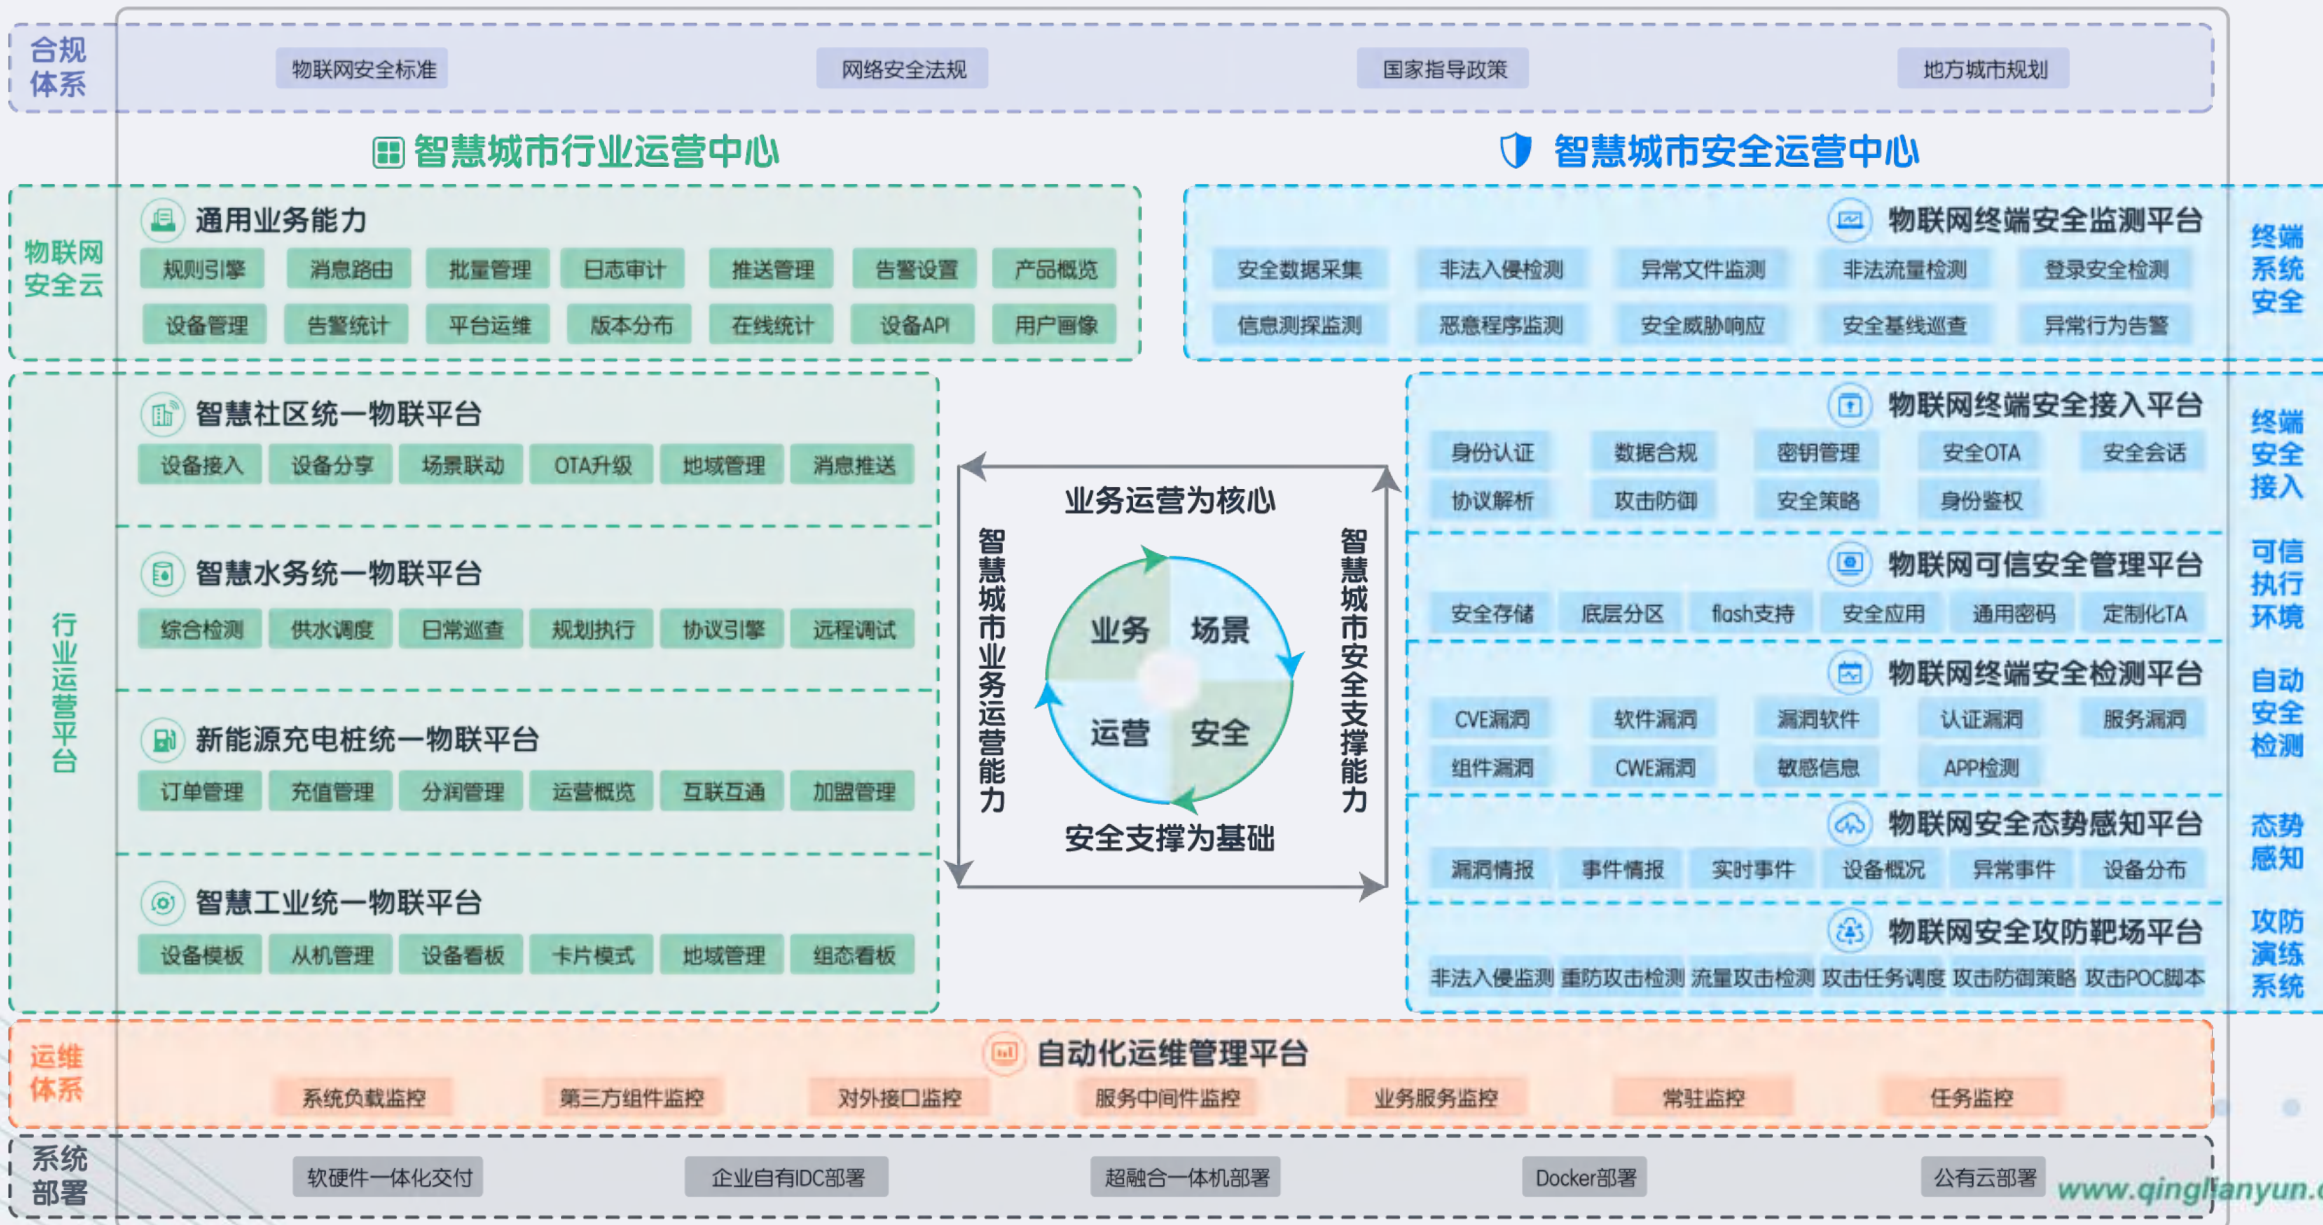 合规
体系
物联网安全标准
网络安全法规
国家指导政策
地方城市规划
智慧城市行业运营中心
物联网
安全云
通用业务能力
规则引擎 消息路由 批量管理 日志审计 推送管理 告警设置 产品概览
设备管理 告警统计 平台运维 版本分布 在线统计 设备API 用户画像
行业运营平台
智慧社区统一物联平台
设备接入 设备分享 场景联动 OTA升级 地域管理 消息推送
智慧水务统一物联平台
综合检测 供水调度 日常巡查 规划执行 协议引擎 远程调试
新能源充电桩统一物联平台
订单管理 充值管理 分润管理 运营概览 互联互通 加盟管理
智慧工业统一物联平台
设备模板 从机管理 设备看板 卡片模式 地域管理 组态看板
业务运营为核心
智慧城市业务运营能力
业务 场景
运营 安全
智慧城市安全支撑能力
安全支撑为基础
智慧城市安全运营中心
物联网终端安全监测平台
安全数据采集 非法入侵检测 异常文件监测 非法流量检测 登录安全检测
信息测探监测 恶意程序监测 安全威胁响应 安全基线巡查 异常行为告警
终端
系统
安全
物联网终端安全接入平台
身份认证 数据合规 密钥管理 安全OTA 安全会话
协议解析 攻击防御 安全策略 身份鉴权
终端
安全
接入
物联网可信安全管理平台
安全存储 底层分区 flash支持 安全应用 通用密码 定制化TA
可信
执行
环境
物联网终端安全检测平台
CVE漏洞 软件漏洞 漏洞软件 认证漏洞 服务漏洞
组件漏洞 CWE漏洞 敏感信息 APP检测
自动
安全
检测
物联网安全态势感知平台
漏洞情报 事件情报 实时事件 设备概况 异常事件 设备分布
态势
感知
物联网安全攻防靶场平台
非法入侵监测 重防攻击检测 流量攻击检测 攻击任务调度 攻击防御策略 攻击POC脚本
攻防
演练
系统
运维
体系
自动化运维管理平台
系统负载监控 第三方组件监控 对外接口监控 服务中间件监控 业务服务监控 常驻监控 任务监控
系统
部署
软硬件一体化交付 企业自有IDC部署 超融合一体机部署 Docker部署 公有云部署
www.qinglianyun.c